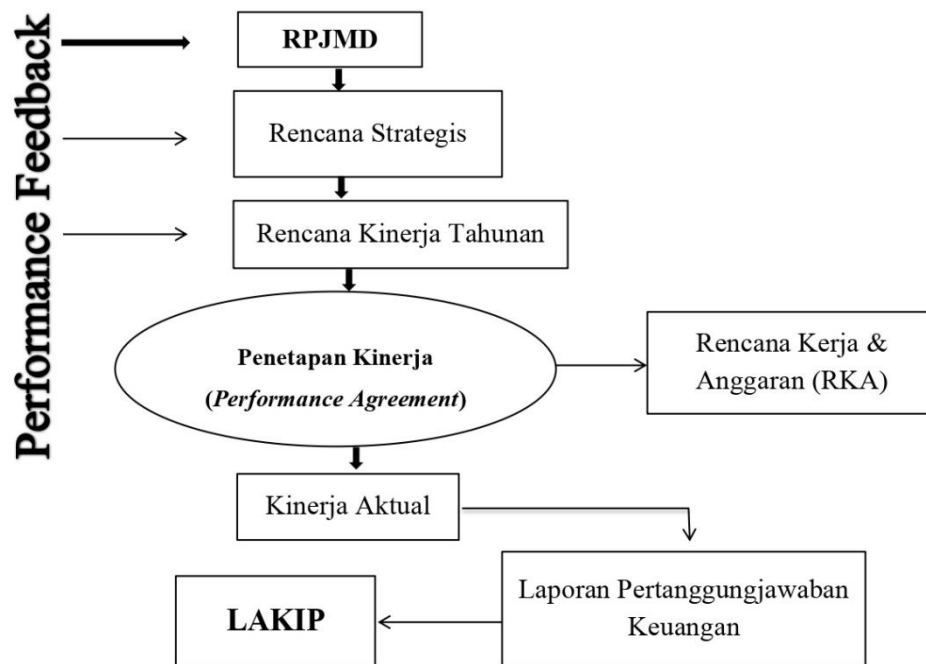 Performance Feedback
RPJMD
Rencana Strategis
Rencana Kinerja Tahunan
Penetapan Kinerja
(Performance Agreement)
Rencana Kerja &
Anggaran (RKA)
Kinerja Aktual
Laporan Pertanggungjawaban
Keuangan
LAKIP